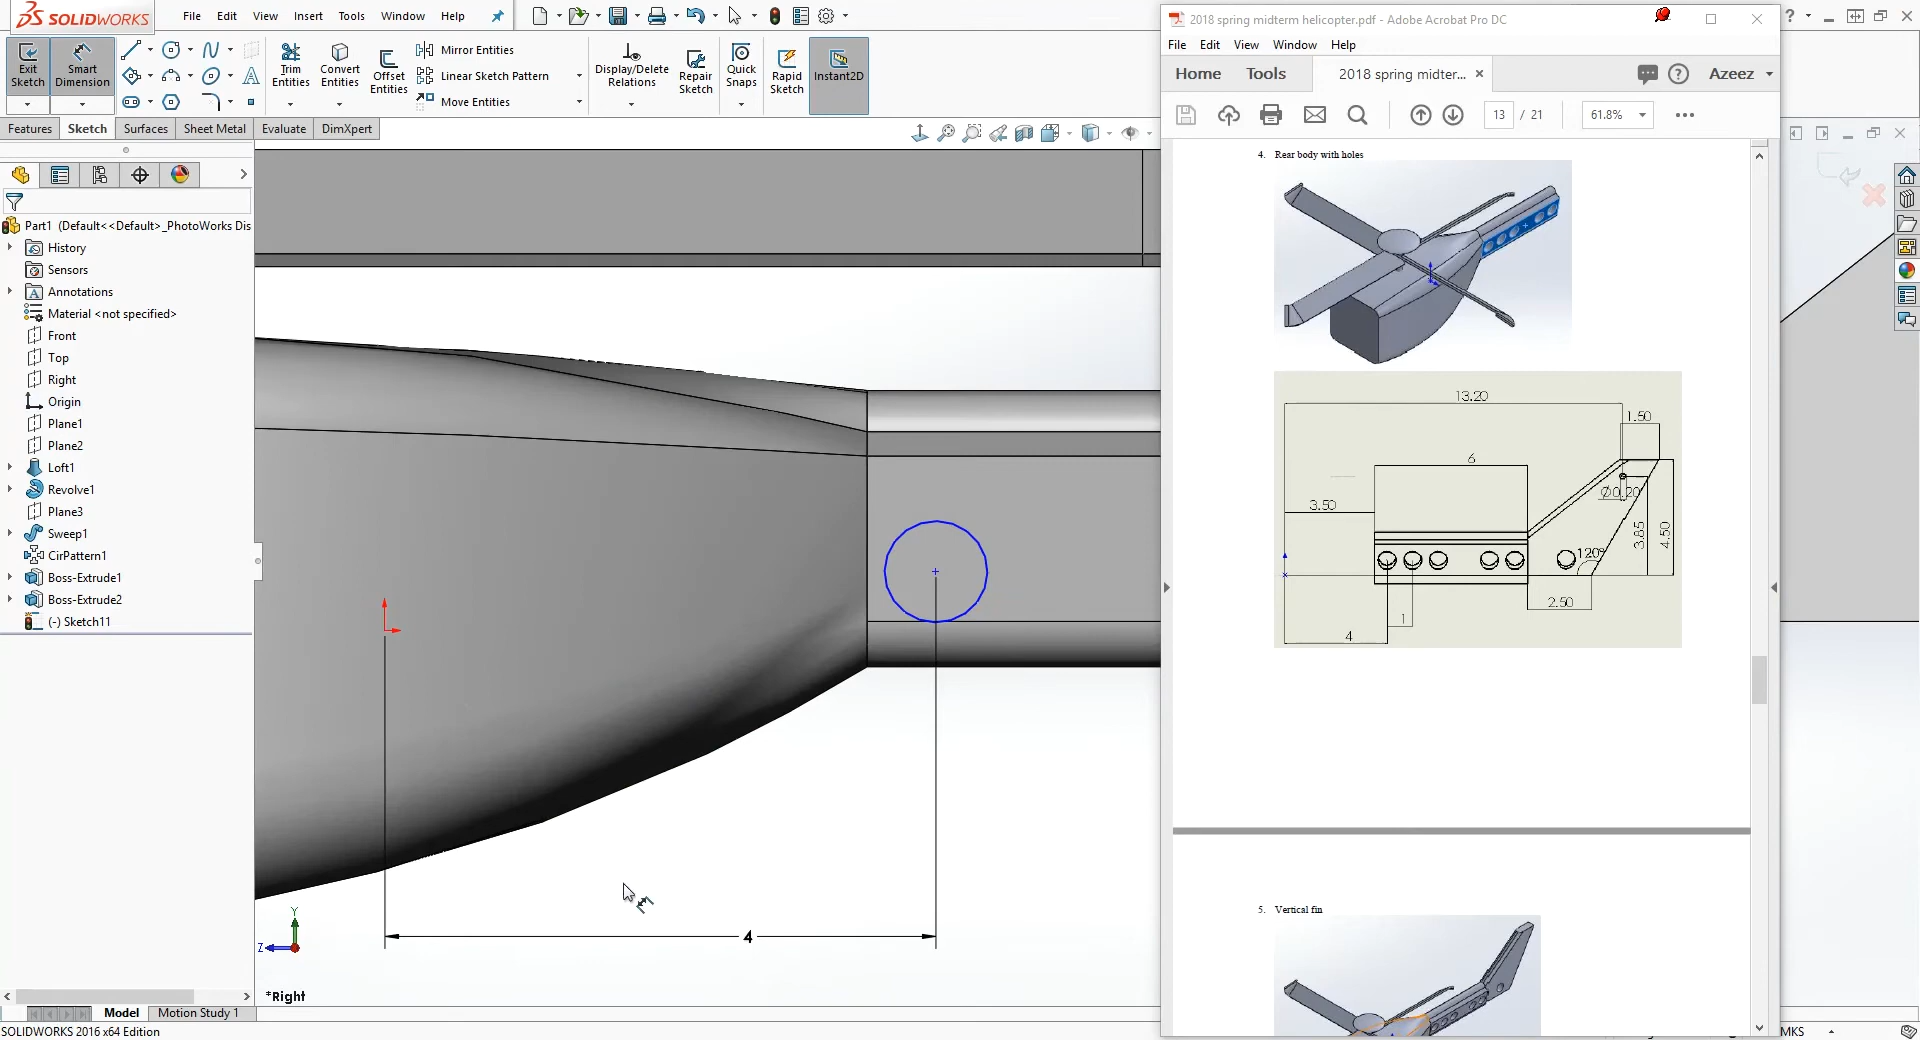 SOLIDWORKS
File Edit View Insert Tools Window Help
Exit Sketch
Smart Dimension
Trim Entities
Convert Entities
Offset Entities
Mirror Entities
Linear Sketch Pattern
Move Entities
Display/Delete Relations
Repair Sketch
Quick Snaps
Rapid Sketch
Instant2D
Features Sketch Surfaces Sheet Metal Evaluate DimXpert
Part1 (Default<<Default>_PhotoWorks Dis
History
Sensors
Annotations
Material <not specified>
Front
Top
Right
Origin
Plane1
Plane2
Loft1
Revolve1
Plane3
Sweep1
CirPattern1
Boss-Extrude1
Boss-Extrude2
(-) Sketch11
4
Y
Z
*Right
Model Motion Study 1
SOLIDWORKS 2016 x64 Edition
2018 spring midterm helicopter.pdf - Adobe Acrobat Pro DC
File Edit View Window Help
Home Tools 2018 spring midter... × Azeez
13 / 21 61.8%
4. Rear body with holes
13.20
1.50
6
Ø0.20
3.50
3.85
4.50
120°
2.50
1
4
5. Vertical fin
MKS